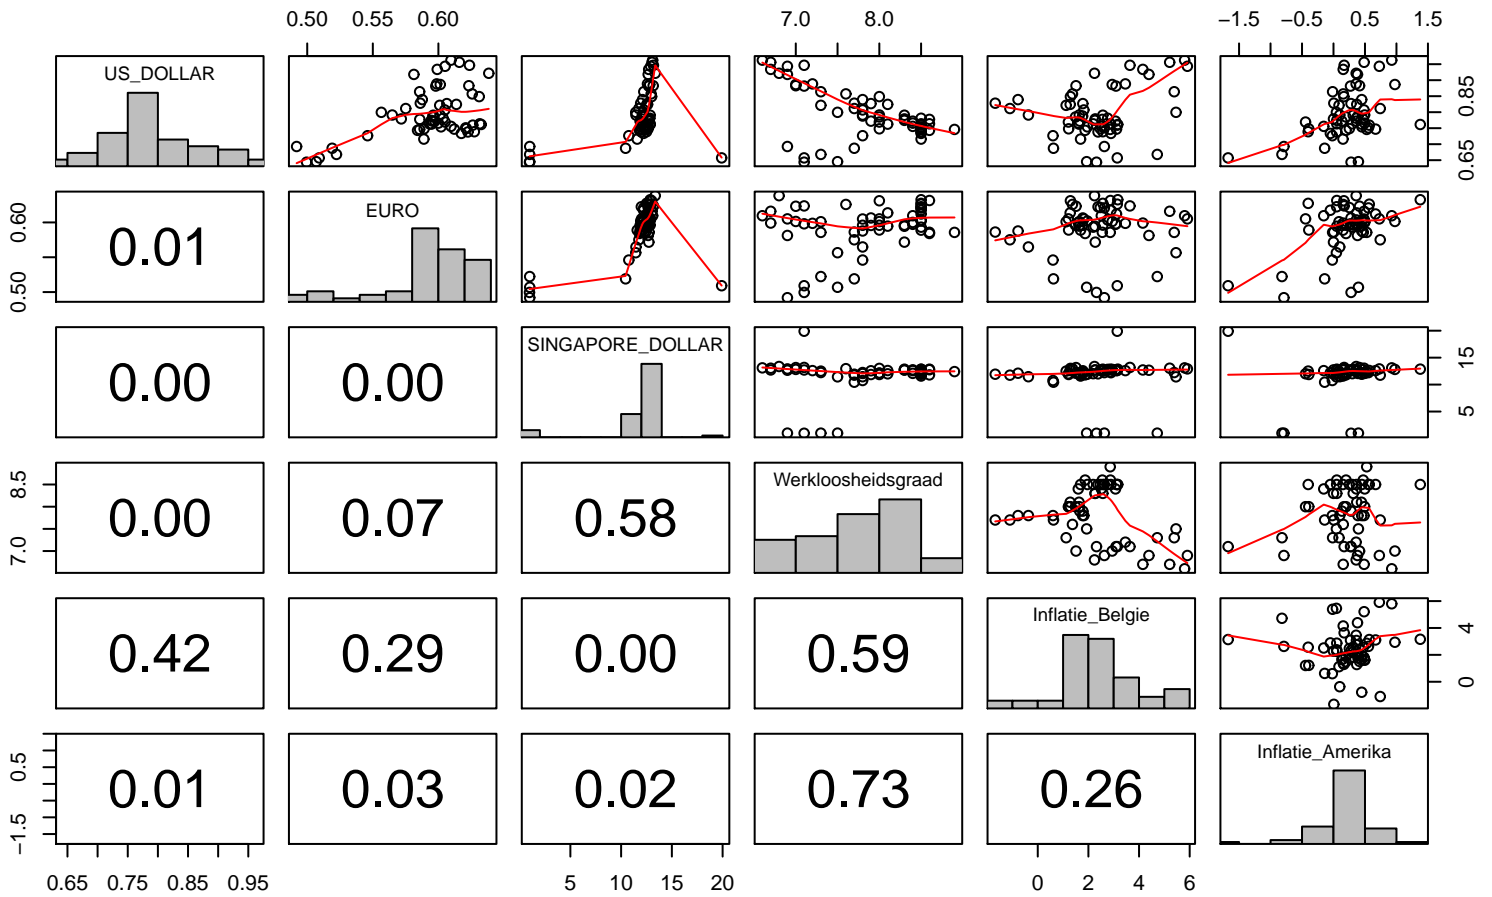 0.50 0.55 0.60 7.0 8.0 −1.5 −0.5 0.5 1.5
US_DOLLAR
0.65 0.85
0.50 0.60
0.01
EURO
0.00 0.00
SINGAPORE_DOLLAR
5 15
7.0 8.5
0.00 0.07 0.58
Werkloosheidsgraad
0.42 0.29 0.00 0.59
Inflatie_Belgie
0 4
−1.5 0.5
0.01 0.03 0.02 0.73 0.26
Inflatie_Amerika
0.65 0.75 0.85 0.95 5 10 15 20 0 2 4 6